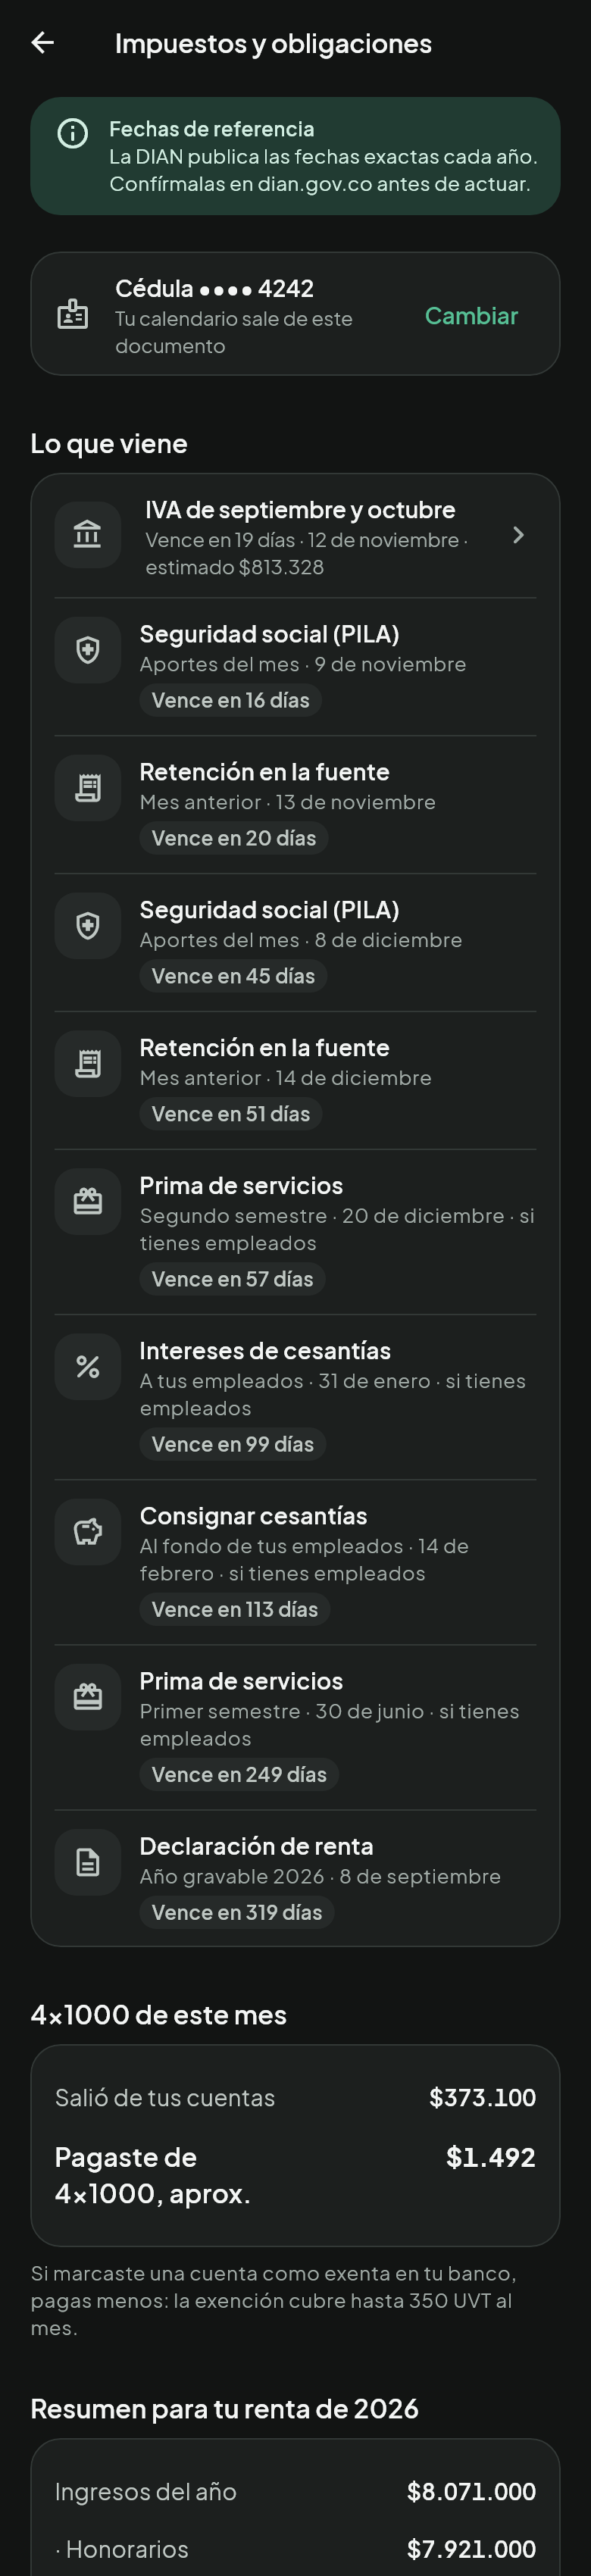 Impuestos y obligaciones
Fechas de referencia
La DIAN publica las fechas exactas cada año.
Confírmalas en dian.gov.co antes de actuar.
Cédula •••• 4242
Tu calendario sale de este
documento
Cambiar
Lo que viene
IVA de septiembre y octubre
Vence en 19 días · 12 de noviembre ·
estimado $813.328
Seguridad social (PILA)
Aportes del mes · 9 de noviembre
Vence en 16 días
Retención en la fuente
Mes anterior · 13 de noviembre
Vence en 20 días
Seguridad social (PILA)
Aportes del mes · 8 de diciembre
Vence en 45 días
Retención en la fuente
Mes anterior · 14 de diciembre
Vence en 51 días
Prima de servicios
Segundo semestre · 20 de diciembre · si
tienes empleados
Vence en 57 días
Intereses de cesantías
A tus empleados · 31 de enero · si tienes
empleados
Vence en 99 días
Consignar cesantías
Al fondo de tus empleados · 14 de
febrero · si tienes empleados
Vence en 113 días
Prima de servicios
Primer semestre · 30 de junio · si tienes
empleados
Vence en 249 días
Declaración de renta
Año gravable 2026 · 8 de septiembre
Vence en 319 días
4×1000 de este mes
Salió de tus cuentas $373.100
Pagaste de $1.492
4×1000, aprox.
Si marcaste una cuenta como exenta en tu banco,
pagas menos: la exención cubre hasta 350 UVT al
mes.
Resumen para tu renta de 2026
Ingresos del año $8.071.000
· Honorarios $7.921.000